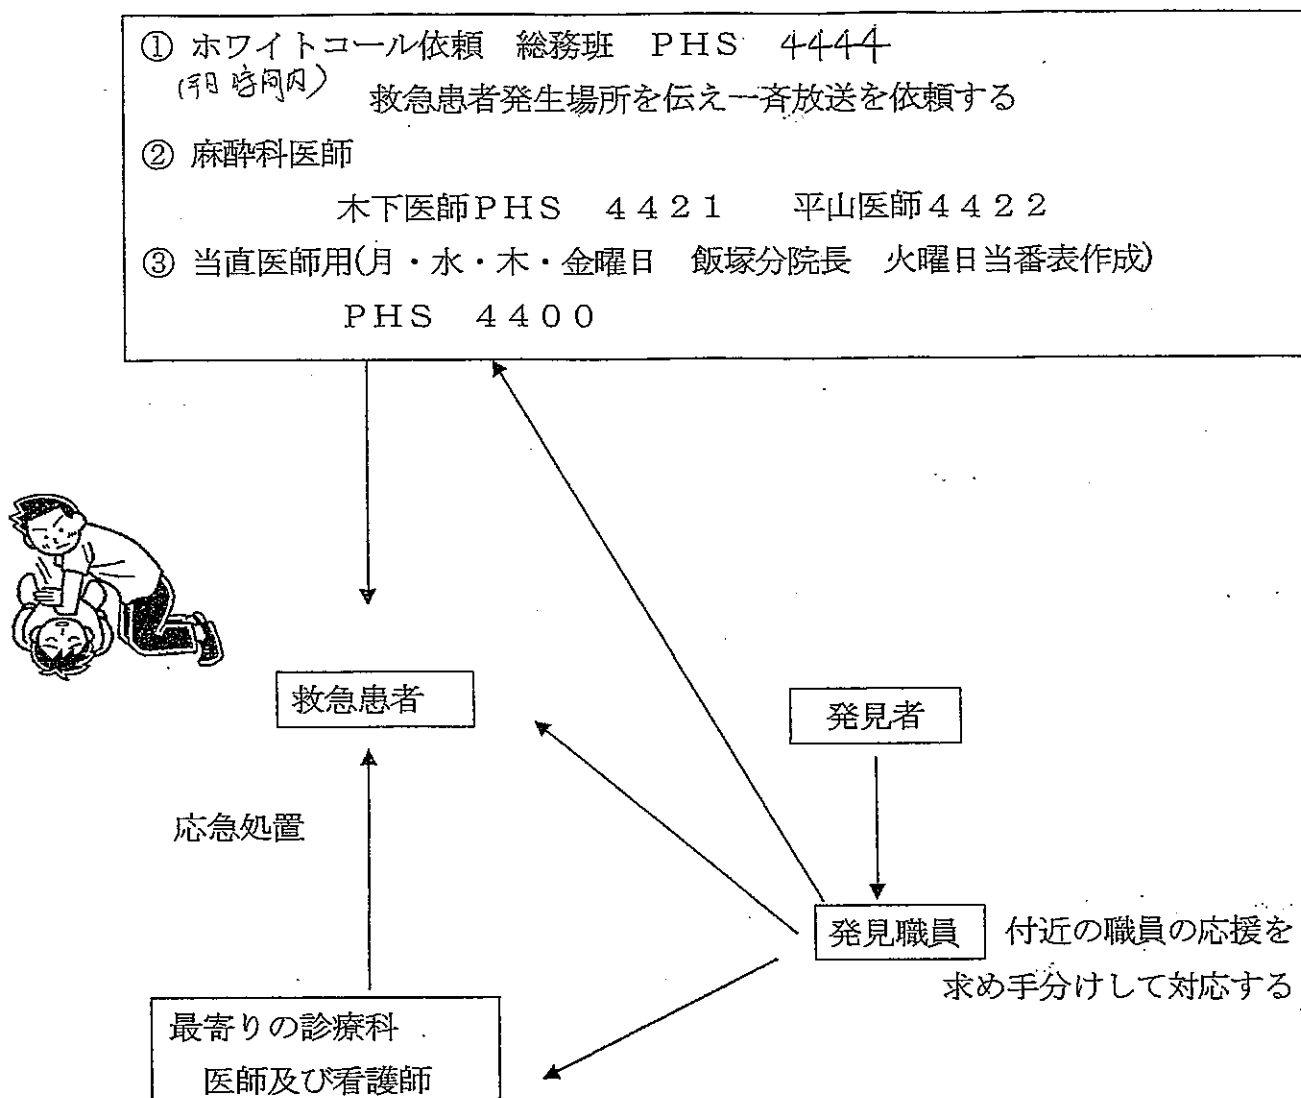 ① ホワイトコール依頼　総務班　ＰＨＳ　4444
(平日 時間内)
救急患者発生場所を伝え一斉放送を依頼する
② 麻酔科医師
木下医師ＰＨＳ　４４２１　　平山医師４４２２
③ 当直医師用(月・水・木・金曜日　飯塚分院長　火曜日当番表作成)
ＰＨＳ　４４００
救急患者
発見者
応急処置
発見職員　付近の職員の応援を
求め手分けして対応する
最寄りの診療科
医師及び看護師